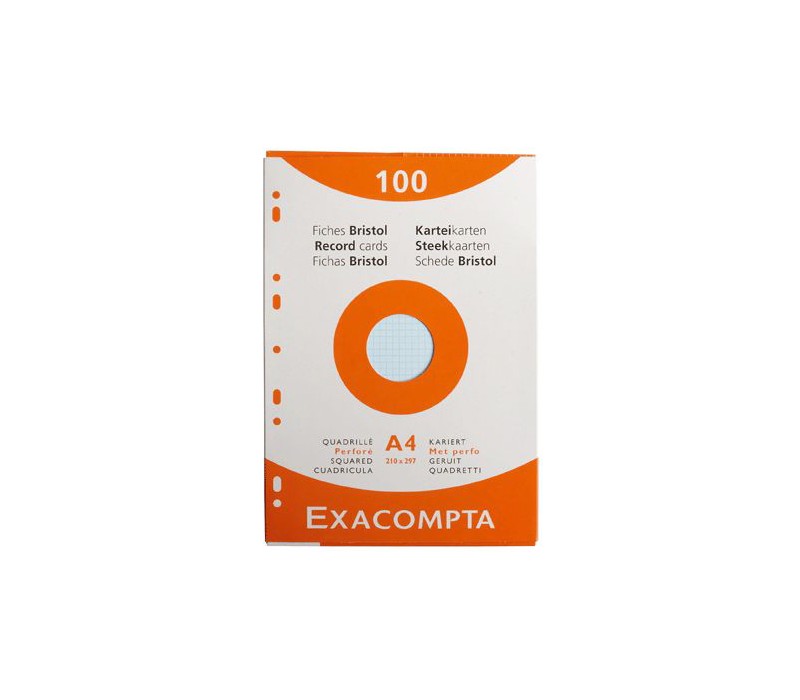 100
Fiches Bristol
Record cards
Fichas Bristol
Karteikarten
Steekkaarten
Schede Bristol
QUADRILLÉ
Perforé
SQUARED
CUADRICULA
A4
210 x 297
KARIERT
Met perfo
GERUIT
QUADRETTI
EXACOMPTA